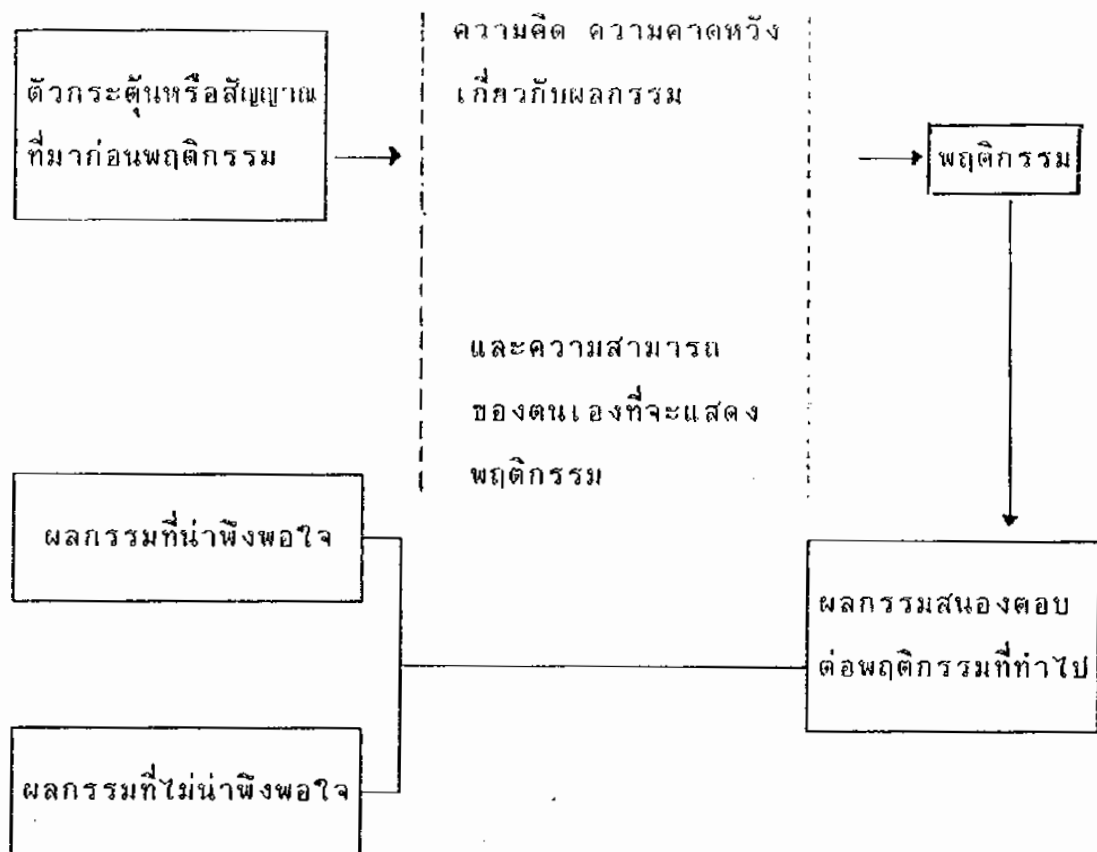 ตัวกระตุ้นหรือสัญญาณ
ที่มาก่อนพฤติกรรม
ความคิด ความคาดหวัง
เกี่ยวกับผลกรรม
และความสามารถ
ของตนเองที่จะแสดง
พฤติกรรม
พฤติกรรม
ผลกรรมสนองตอบ
ต่อพฤติกรรมที่ทำไป
ผลกรรมที่น่าพึงพอใจ
ผลกรรมที่ไม่น่าพึงพอใจ